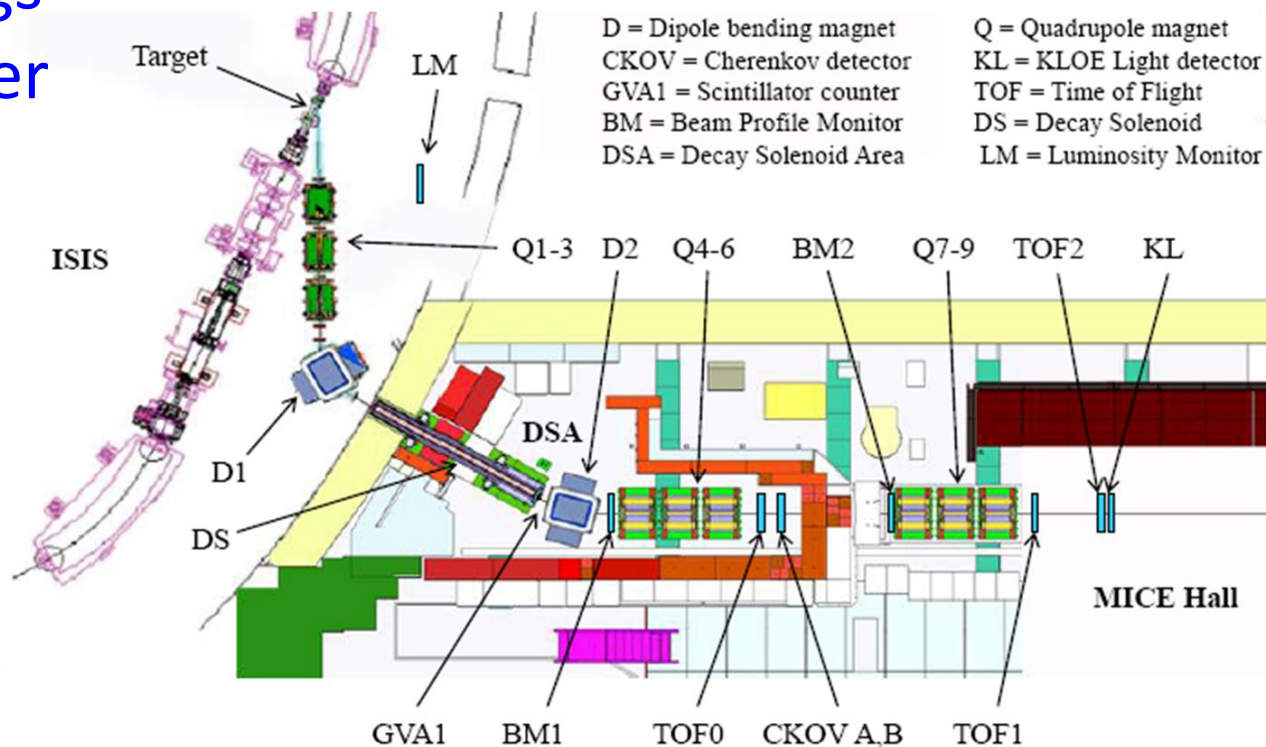 er
Target
LM
D = Dipole bending magnet
CKOV = Cherenkov detector
GVA1 = Scintillator counter
BM = Beam Profile Monitor
DSA = Decay Solenoid Area
Q = Quadrupole magnet
KL = KLOE Light detector
TOF = Time of Flight
DS = Decay Solenoid
LM = Luminosity Monitor
ISIS
Q1-3
D2
Q4-6
BM2
Q7-9
TOF2
KL
D1
DSA
DS
MICE Hall
GVA1
BM1
TOF0
CKOV A,B
TOF1